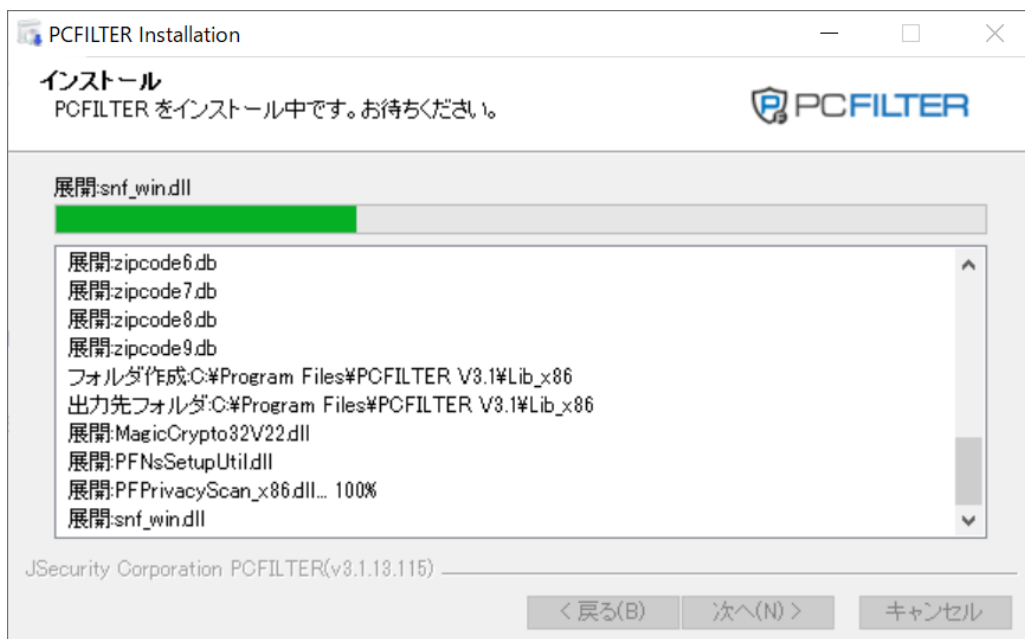 PCFILTER Installation
インストール
PCFILTER をインストール中です。お待ちください。
PCFILTER
展開:snf_win.dll
展開:zipcode6.db
展開:zipcode7.db
展開:zipcode8.db
展開:zipcode9.db
フォルダ作成:C:¥Program Files¥PCFILTER V3.1¥Lib_x86
出力先フォルダ:C:¥Program Files¥PCFILTER V3.1¥Lib_x86
展開:MagicCrypto32V22.dll
展開:PFNsSetupUtil.dll
展開:PFPrivacyScan_x86.dll... 100%
展開:snf_win.dll
JSecurity Corporation PCFILTER(v3.1.13.115)
< 戻る(B)
次へ(N) >
キャンセル